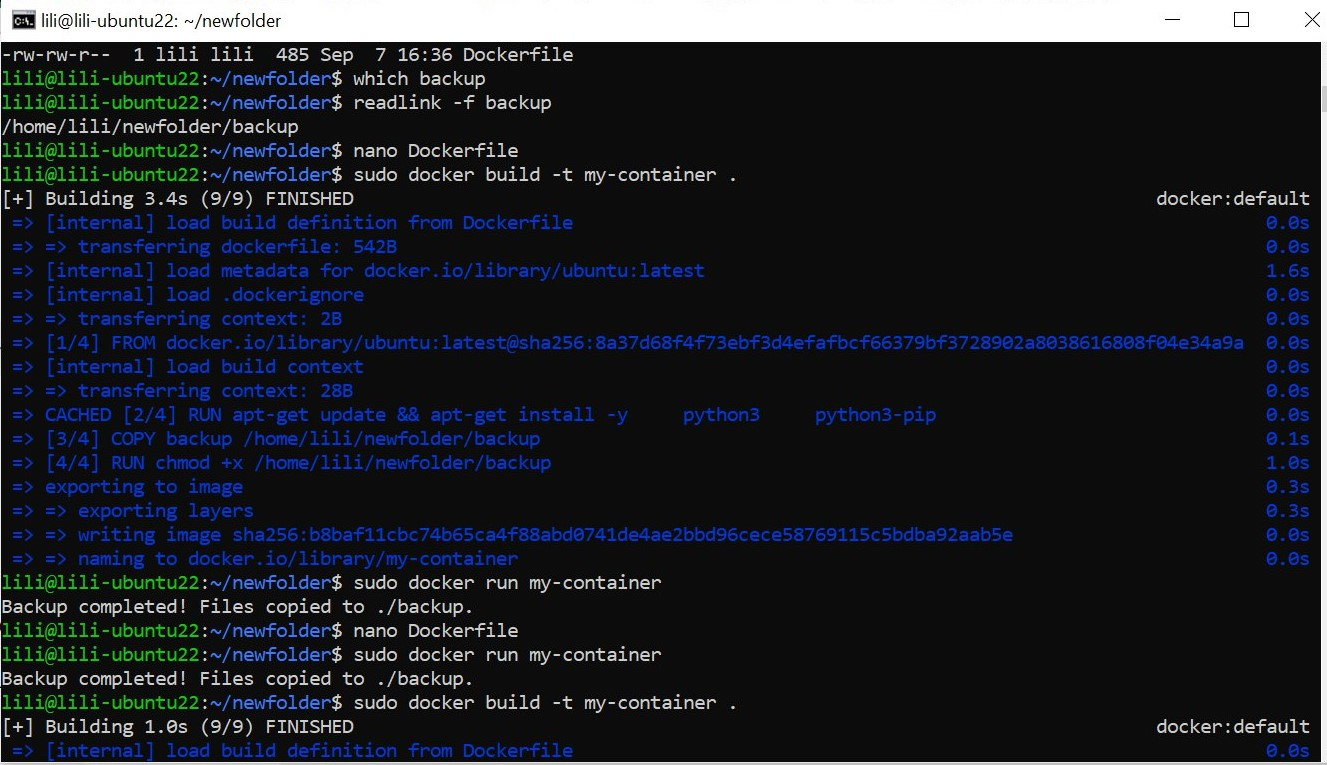 lili@lili-ubuntu22: ~/newfolder
-rw-rw-r-- 1 lili lili 485 Sep 7 16:36 Dockerfile
lili@lili-ubuntu22:~/newfolder$ which backup
lili@lili-ubuntu22:~/newfolder$ readlink -f backup
/home/lili/newfolder/backup
lili@lili-ubuntu22:~/newfolder$ nano Dockerfile
lili@lili-ubuntu22:~/newfolder$ sudo docker build -t my-container .
[+] Building 3.4s (9/9) FINISHED docker:default
=> [internal] load build definition from Dockerfile 0.0s
=> => transferring dockerfile: 542B 0.0s
=> [internal] load metadata for docker.io/library/ubuntu:latest 1.6s
=> [internal] load .dockerignore 0.0s
=> => transferring context: 2B 0.0s
=> [1/4] FROM docker.io/library/ubuntu:latest@sha256:8a37d68f4f73ebf3d4efafbcf66379bf3728902a8038616808f04e34a9a 0.0s
=> [internal] load build context 0.0s
=> => transferring context: 28B 0.0s
=> CACHED [2/4] RUN apt-get update && apt-get install -y python3 python3-pip 0.0s
=> [3/4] COPY backup /home/lili/newfolder/backup 0.1s
=> [4/4] RUN chmod +x /home/lili/newfolder/backup 1.0s
=> exporting to image 0.3s
=> => exporting layers 0.3s
=> => writing image sha256:b8baf11cbc74b65ca4f88abd0741de4ae2bbd96cece58769115c5bdba92aab5e 0.0s
=> => naming to docker.io/library/my-container 0.0s
lili@lili-ubuntu22:~/newfolder$ sudo docker run my-container
Backup completed! Files copied to ./backup.
lili@lili-ubuntu22:~/newfolder$ nano Dockerfile
lili@lili-ubuntu22:~/newfolder$ sudo docker run my-container
Backup completed! Files copied to ./backup.
lili@lili-ubuntu22:~/newfolder$ sudo docker build -t my-container .
[+] Building 1.0s (9/9) FINISHED docker:default
=> [internal] load build definition from Dockerfile 0.0s